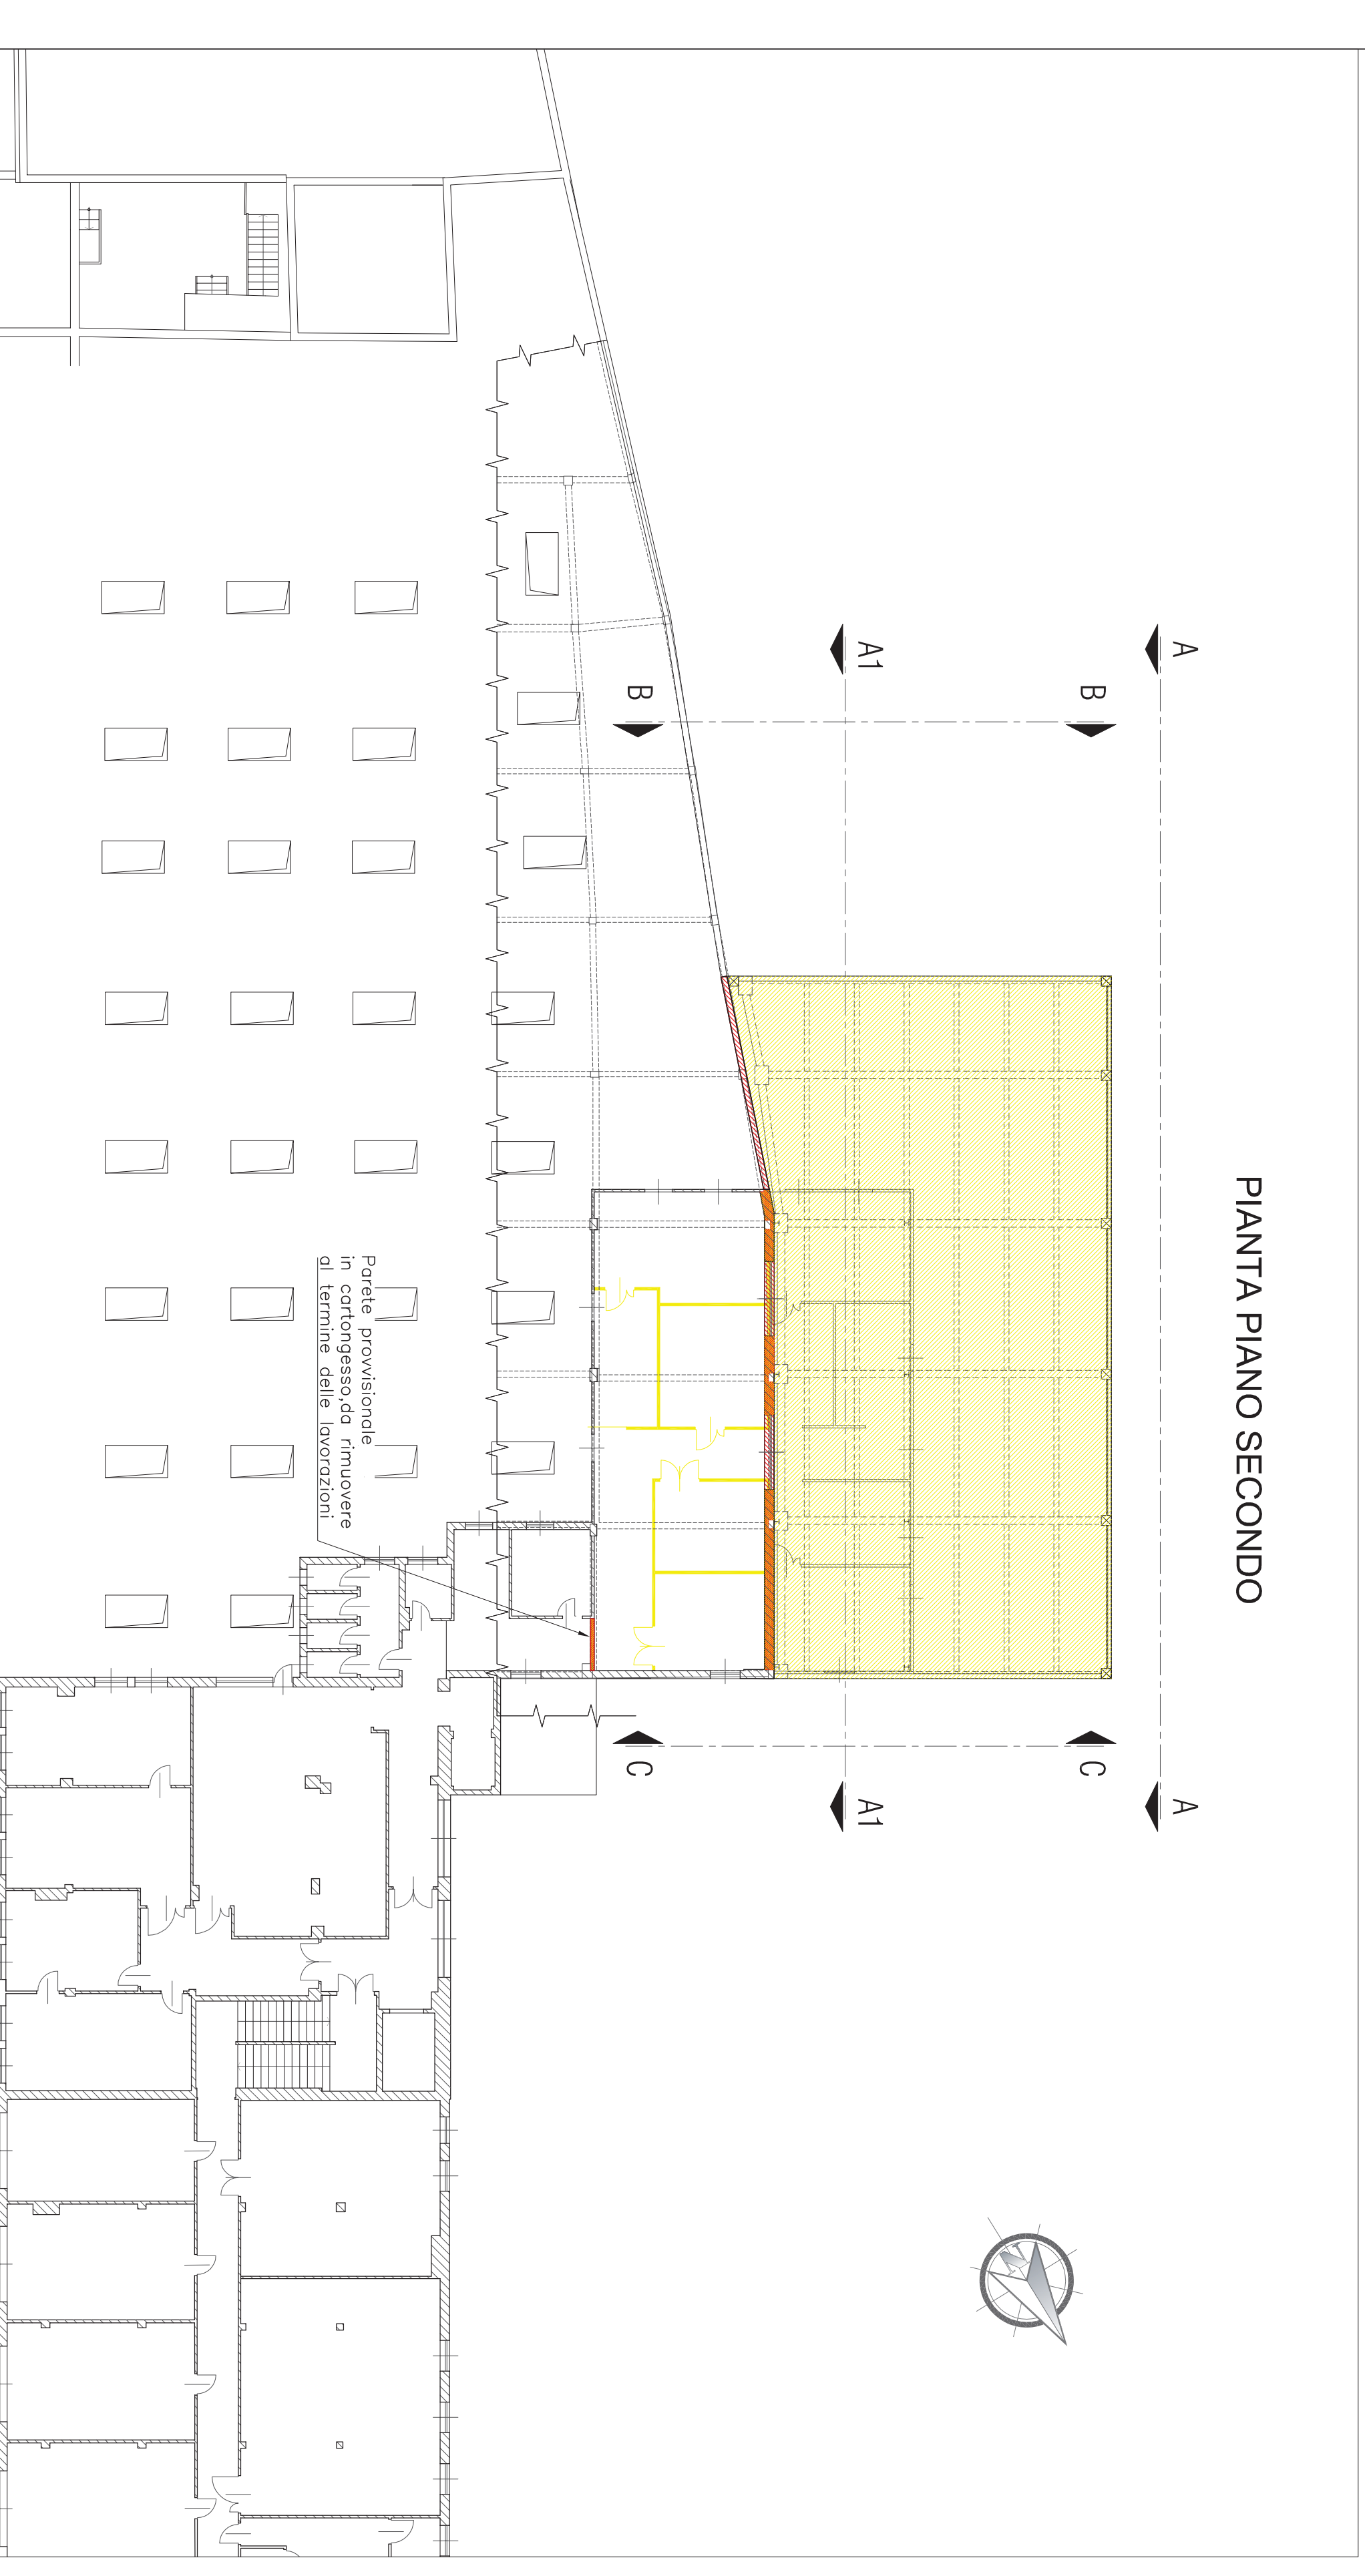 PIANTA PIANO SECONDO
A
A
A1
A1
B
B
C
C
Parete provvisionale
in cartongesso,da rimuovere
al termine delle lavorazioni
N